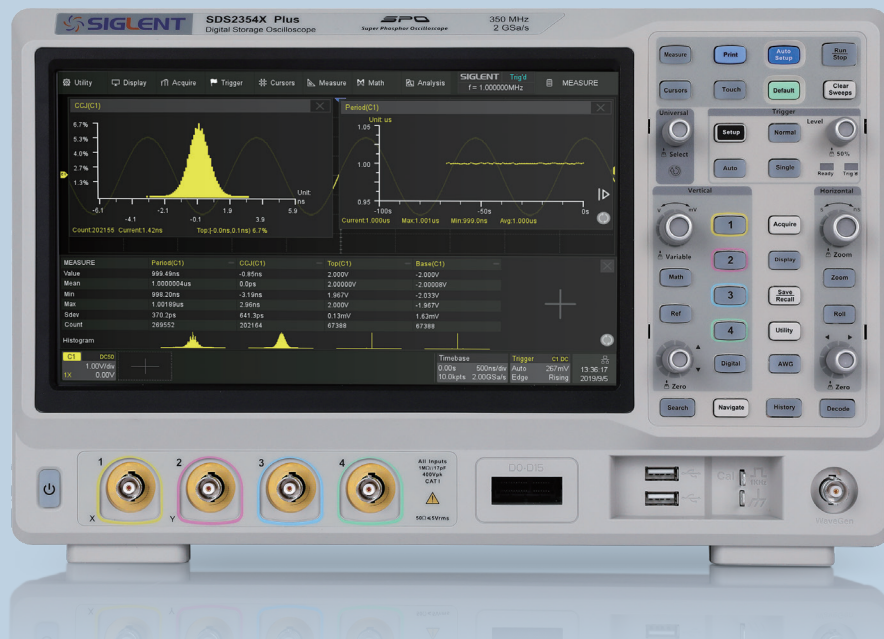 SIGLENT SDS2354X Plus
Digital Storage Oscilloscope
SPO
Super Phosphor Oscilloscope
350 MHz
2 GSa/s
Utility Display Acquire Trigger Cursors Measure Math Analysis
SIGLENT Trig'd
f = 1.000000MHz
MEASURE
CCJ(C1)
6.7%
5.3%
4.0%
2.7%
1.3%
Unit
ns
-6.1 -4.1 -2.1 -0.1 1.9 3.9 5.9
Count:202155 Current:1.42ns Top:[-0.0ns,0.1ns) 6.7%
Period(C1)
Unit us
1.05
1.00
0.95
-100s -50s 0s
Current:1.000us Max:1.001us Min:999.0ns Avg:1.000us
MEASURE Period(C1) CCJ(C1) Top(C1) Base(C1)
Value 999.49ns -0.85ns 2.000V -2.000V
Mean 1.0000004us 0.0ps 2.00000V -2.00008V
Min 998.20ns -3.19ns 1.967V -2.033V
Max 1.00199us 2.96ns 2.000V -1.967V
Sdev 370.2ps 641.3ps 0.13mV 1.63mV
Count 269552 202164 67388 67388
Histogram
C1 DC50
1.00V/div
1X 0.00V
Timebase
0.00s 500ns/div
10.0kpts 2.00GSa/s
Trigger C1 DC
Auto 267mV
Edge Rising
13:36:17
2019/9/5
Measure Print Auto Setup Run Stop
Cursors Touch Default Clear Sweeps
Universal
Select
Trigger
Level
Setup Normal
50%
Auto Single
Ready Trig'd
Vertical
Horizontal
V mV
s ns
1 Acquire
Variable
Zoom
2 Display
Math 3 Save Recall Zoom
Ref 4 Utility Roll
Digital AWG
Zero
Zero
Search Navigate History Decode
1 2 3 4
X Y
All Inputs
1MΩ||17pF
400Vpk
CAT I
50Ω≤5Vrms
D0-D15
Cal
1kHz
WaveGen